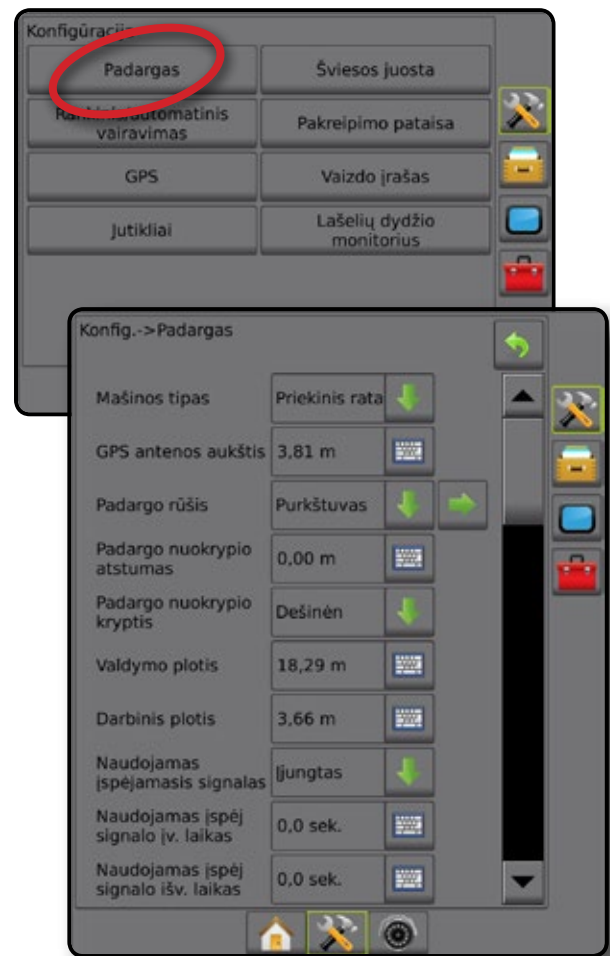 Konfigūracija
Padargas
Šviesos juosta
Rankinis/automatinis
vairavimas
Pakreipimo pataisa
GPS
Vaizdo įrašas
Jutikliai
Lašelių dydžio
monitorius
Konfig.->Padargas
Mašinos tipas
Priekinis rata
GPS antenos aukštis
3,81 m
Padargo rūšis
Purkštuvas
Padargo nuokrypio
atstumas
0,00 m
Padargo nuokrypio
kryptis
Dešinėn
Valdymo plotis
18,29 m
Darbinis plotis
3,66 m
Naudojamas
įspėjamasis signalas
Įjungtas
Naudojamas įspėj
signalo įv. laikas
0,0 sek.
Naudojamas įspėj
signalo išv. laikas
0,0 sek.